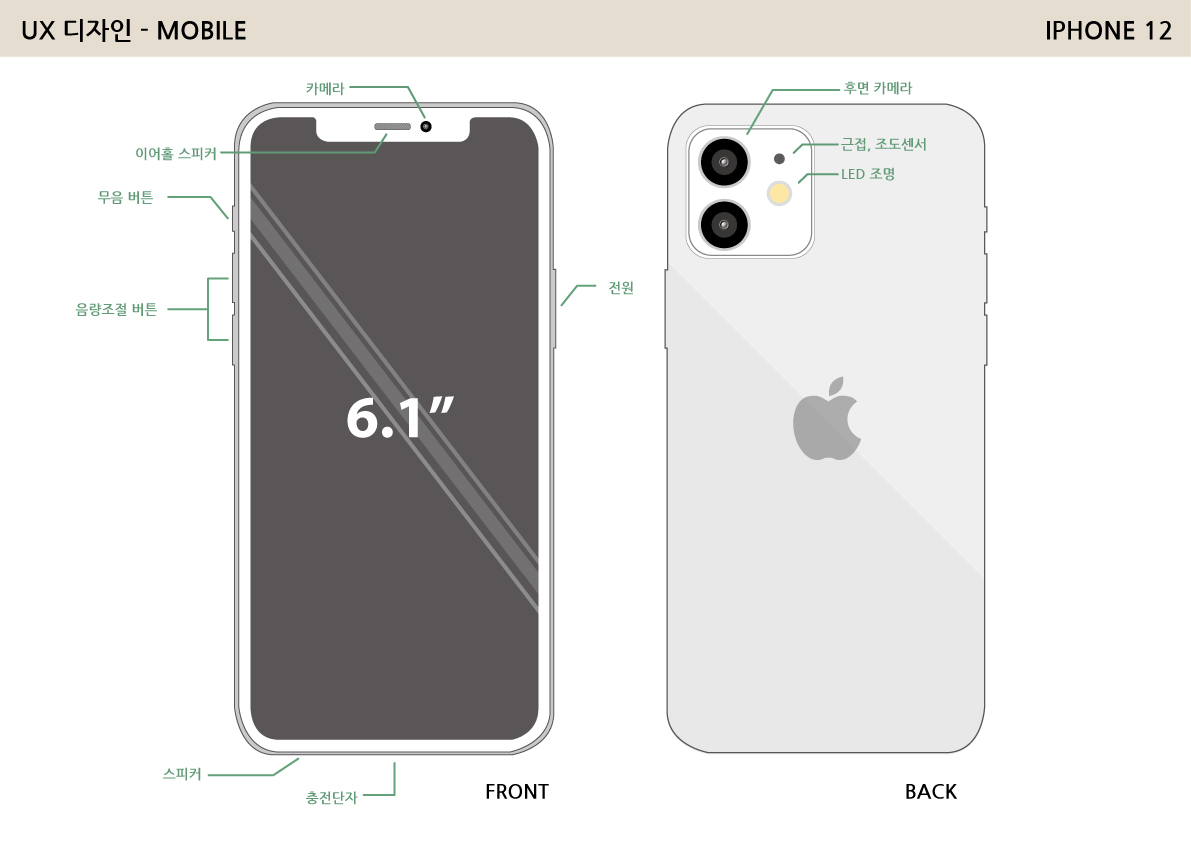 UX 디자인 - MOBILE
IPHONE 12
카메라
이어홀 스피커
무음 버튼
음량조절 버튼
전원
6.1”
스피커
충전단자
FRONT
후면 카메라
근접, 조도센서
LED 조명
BACK